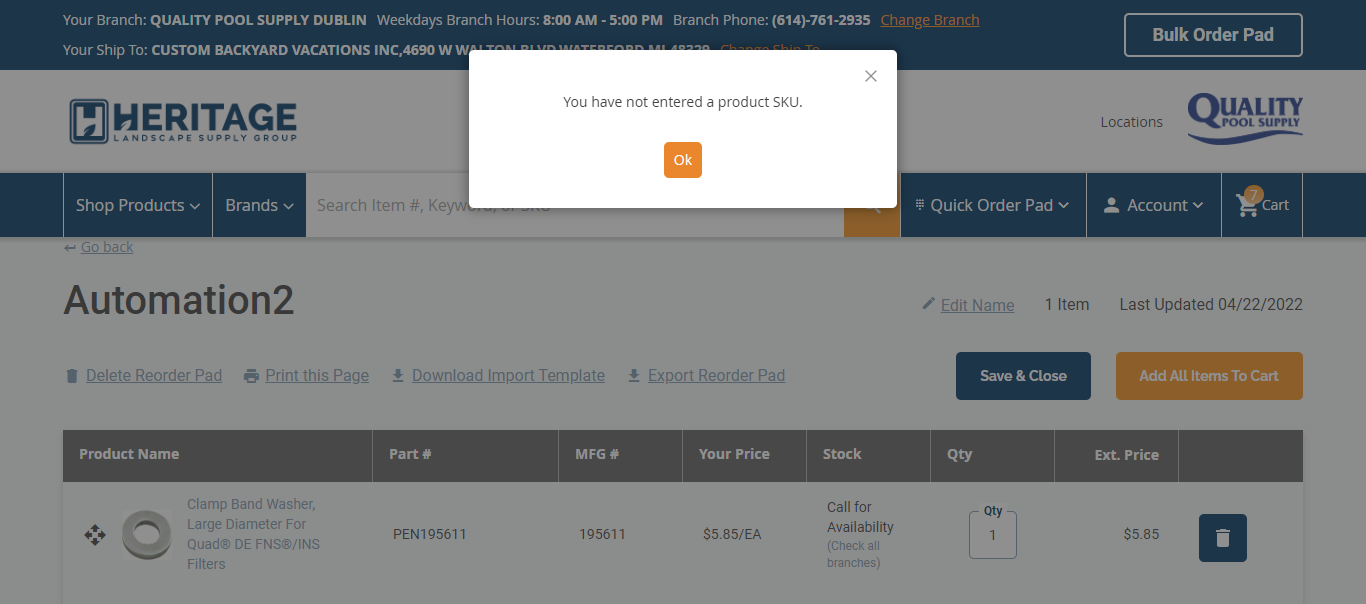 Your Branch: QUALITY POOL SUPPLY DUBLIN Weekdays Branch Hours: 8:00 AM - 5:00 PM Branch Phone: (614)-761-2935 Change Branch
Bulk Order Pad
Your Ship To: CUSTOM BACKYARD VACATIONS INC,4690 W WALTON BLVD,WATERFORD MI 48329 Change Ship To
You have not entered a product SKU.
Ok
HERITAGE
LANDSCAPE SUPPLY GROUP
Locations
QUALITY
POOL SUPPLY
Shop Products
Brands
Search Item #, Keyword, or SKU
Quick Order Pad
Account
7
Cart
Go back
Automation2
Edit Name 1 Item Last Updated 04/22/2022
Delete Reorder Pad Print this Page Download Import Template Export Reorder Pad
Save & Close
Add All Items To Cart
Product Name Part # MFG # Your Price Stock Qty Ext. Price
Clamp Band Washer,
Large Diameter For
Quad® DE FNS®/INS
Filters
PEN195611
195611
$5.85/EA
Call for
Availability
(Check all
branches)
Qty
1
$5.85